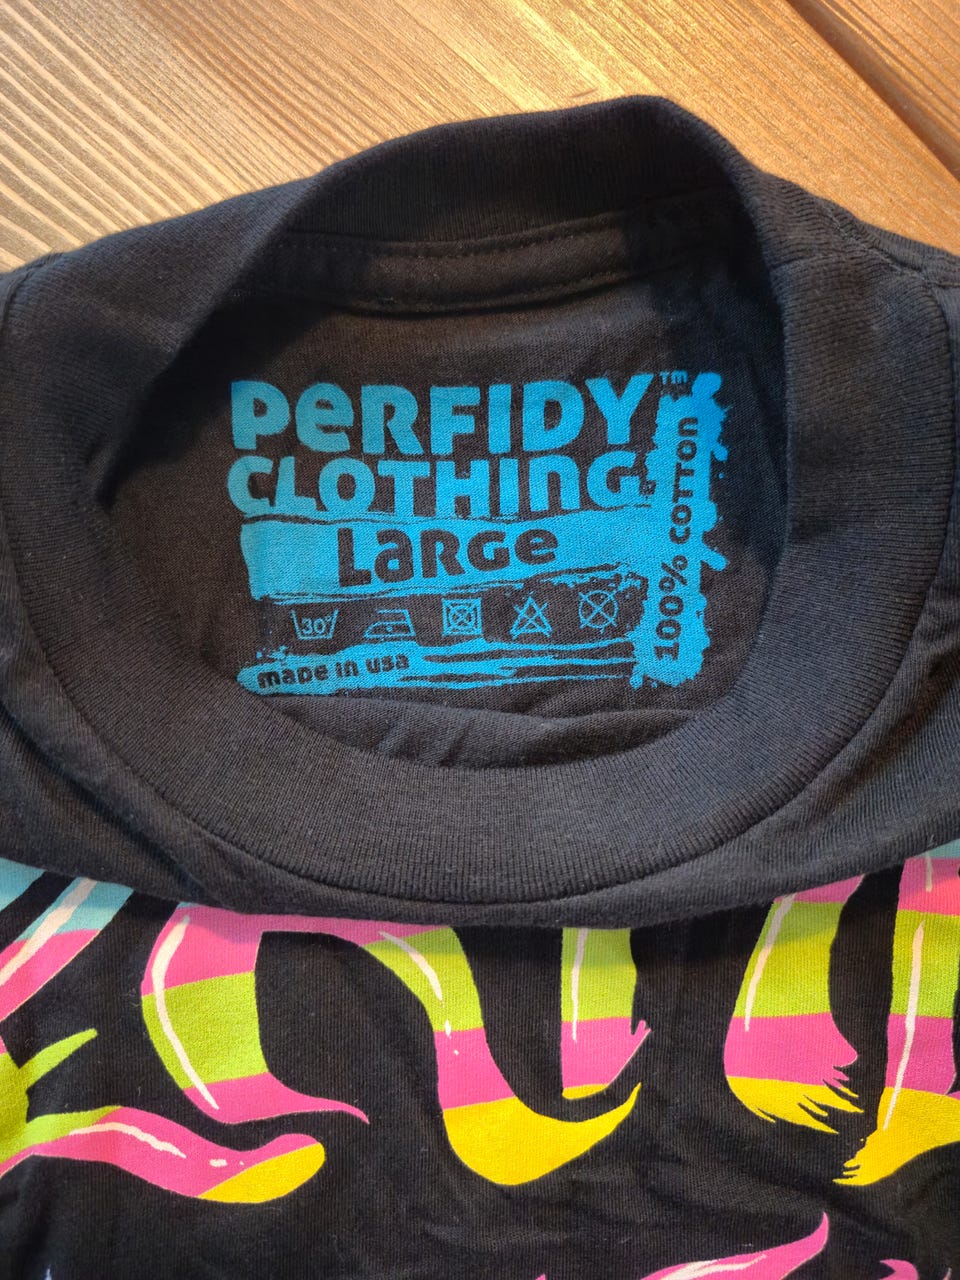 PeRFIDY™
CLOTHInG
LaRGe
30°
maDe in usa
100% COTTOn